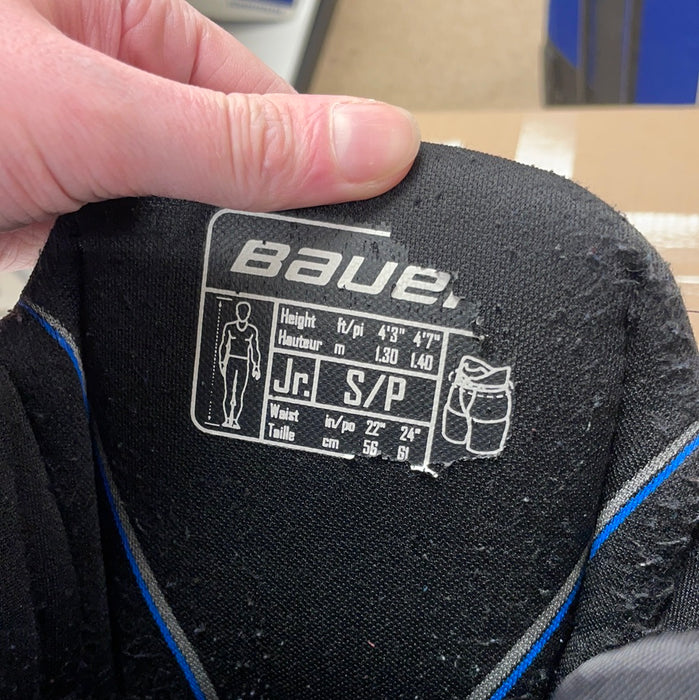 Bauer
Height ft/pi 4'3" 4'7"
Hauteur m 1.30 1.40
Jr. S/P
Waist in/po 22" 24"
Taille cm 56 61